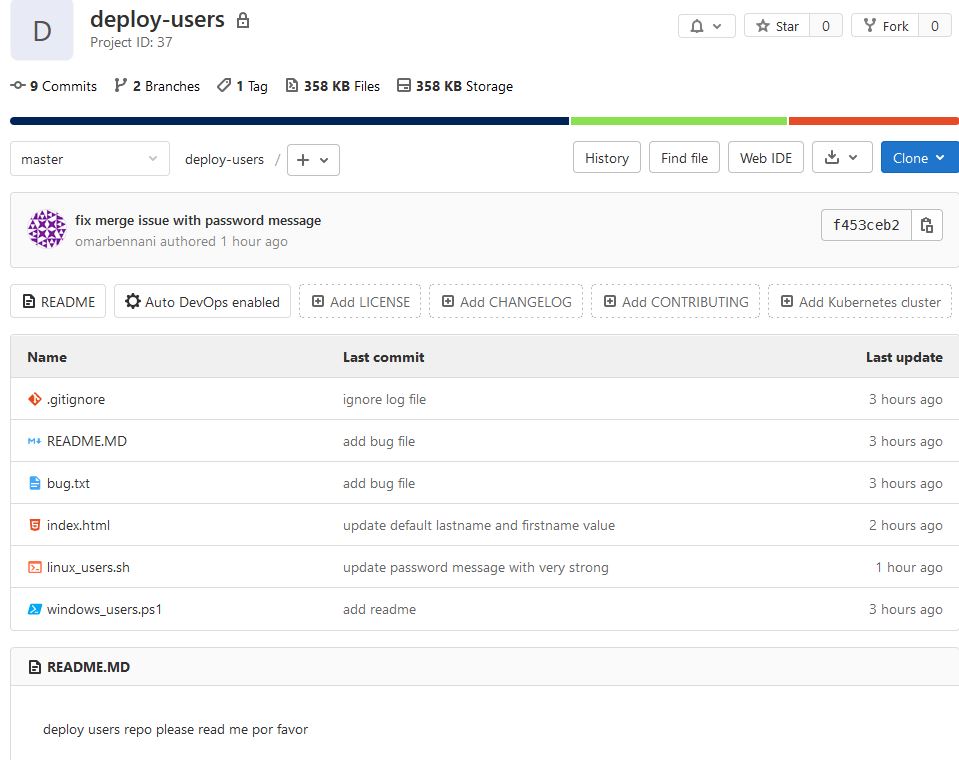 D
deploy-users
Project ID: 37
Star 0
Fork 0
9 Commits 2 Branches 1 Tag 358 KB Files 358 KB Storage
master deploy-users / + History Find file Web IDE Clone
fix merge issue with password message
omarbennani authored 1 hour ago
f453ceb2
README Auto DevOps enabled Add LICENSE Add CHANGELOG Add CONTRIBUTING Add Kubernetes cluster
Name Last commit Last update
.gitignore ignore log file 3 hours ago
README.MD add bug file 3 hours ago
bug.txt add bug file 3 hours ago
index.html update default lastname and firstname value 2 hours ago
linux_users.sh update password message with very strong 1 hour ago
windows_users.ps1 add readme 3 hours ago
README.MD
deploy users repo please read me por favor